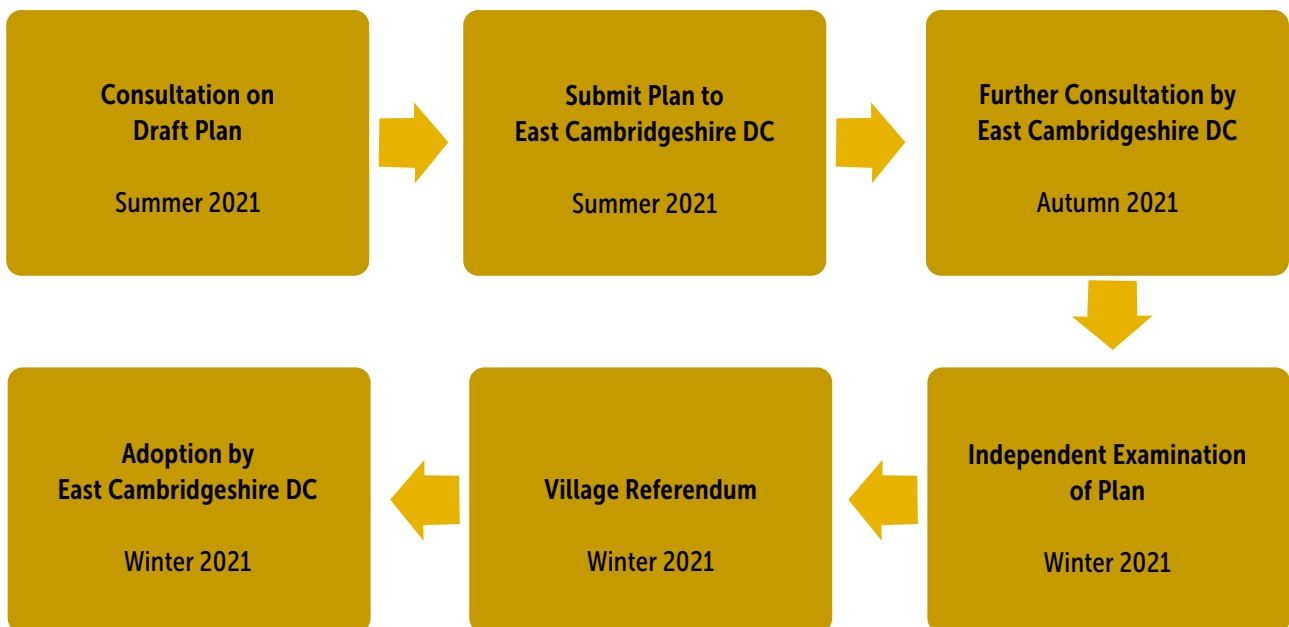 Consultation on
Draft Plan
Summer 2021
Submit Plan to
East Cambridgeshire DC
Summer 2021
Further Consultation by
East Cambridgeshire DC
Autumn 2021
Independent Examination
of Plan
Winter 2021
Village Referendum
Winter 2021
Adoption by
East Cambridgeshire DC
Winter 2021